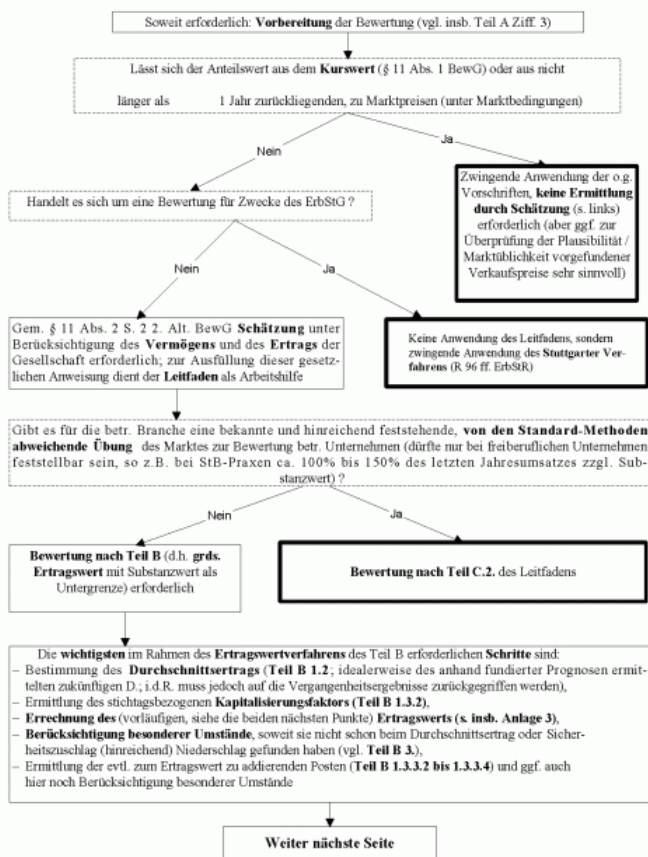 Soweit erforderlich: Vorbereitung der Bewertung (vgl. insb. Teil A Ziff. 3)
Lässt sich der Anteilswert aus dem Kurswert (§ 11 Abs. 1 BewG) oder aus nicht
länger als 1 Jahr zurückliegenden, zu Marktpreisen (unter Marktbedingungen)
Nein
Ja
Handelt es sich um eine Bewertung für Zwecke des ErbStG ?
Zwingende Anwendung der o.g.
Vorschriften, keine Ermittlung
durch Schätzung (s. links)
erforderlich (aber ggf. zur
Überprüfung der Plausibilität /
Marktüblichkeit vorgefundener
Verkaufspreise sehr sinnvoll)
Nein
Ja
Gem. § 11 Abs. 2 S. 2 2. Alt. BewG Schätzung unter
Berücksichtigung des Vermögens und des Ertrags der
Gesellschaft erforderlich; zur Ausfüllung dieser gesetz-
lichen Anweisung dient der Leitfaden als Arbeitshilfe
Keine Anwendung des Leitfadens, sondern
zwingende Anwendung des Stuttgarter Ver-
fahrens (R 96 ff. ErbStR)
Gibt es für die betr. Branche eine bekannte und hinreichend feststehende, von den Standard-Methoden
abweichende Übung des Marktes zur Bewertung betr. Unternehmen (dürfte nur bei freiberuflichen Unternehmen
feststellbar sein, so z.B. bei StB-Praxen ca. 100% bis 150% des letzten Jahresumsatzes zzgl. Sub-
stanzwert) ?
Nein
Ja
Bewertung nach Teil B (d.h. grds.
Ertragswert mit Substanzwert als
Untergrenze) erforderlich
Bewertung nach Teil C.2. des Leitfadens
Die wichtigsten im Rahmen des Ertragswertverfahrens des Teil B erforderlichen Schritte sind:
– Bestimmung des Durchschnittsertrags (Teil B 1.2; idealerweise des anhand fundierter Prognosen ermit-
telten zukünftigen D.; i.d.R. muss jedoch auf die Vergangenheitsergebnisse zurückgegriffen werden),
– Ermittlung des stichtagsbezogenen Kapitalisierungsfaktors (Teil B 1.3.2),
– Errechnung des (vorläufigen, siehe die beiden nächsten Punkte) Ertragswerts (s. insb. Anlage 3),
– Berücksichtigung besonderer Umstände, soweit sie nicht schon beim Durchschnittsertrag oder Sicher-
heitszuschlag (hinreichend) Niederschlag gefunden haben (vgl. Teil B 3.),
– Ermittlung der evtl. zum Ertragswert zu addierenden Posten (Teil B 1.3.3.2 bis 1.3.3.4) und ggf. auch
hier noch Berücksichtigung besonderer Umstände
Weiter nächste Seite